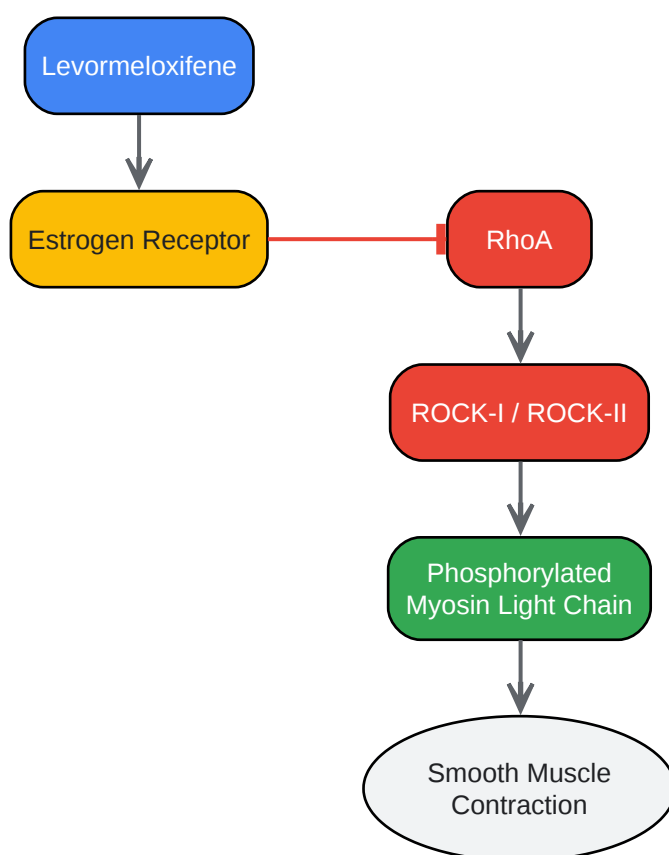 Levormeloxifene
Estrogen Receptor
RhoA
ROCK-I / ROCK-II
Phosphorylated
Myosin Light Chain
Smooth Muscle
Contraction